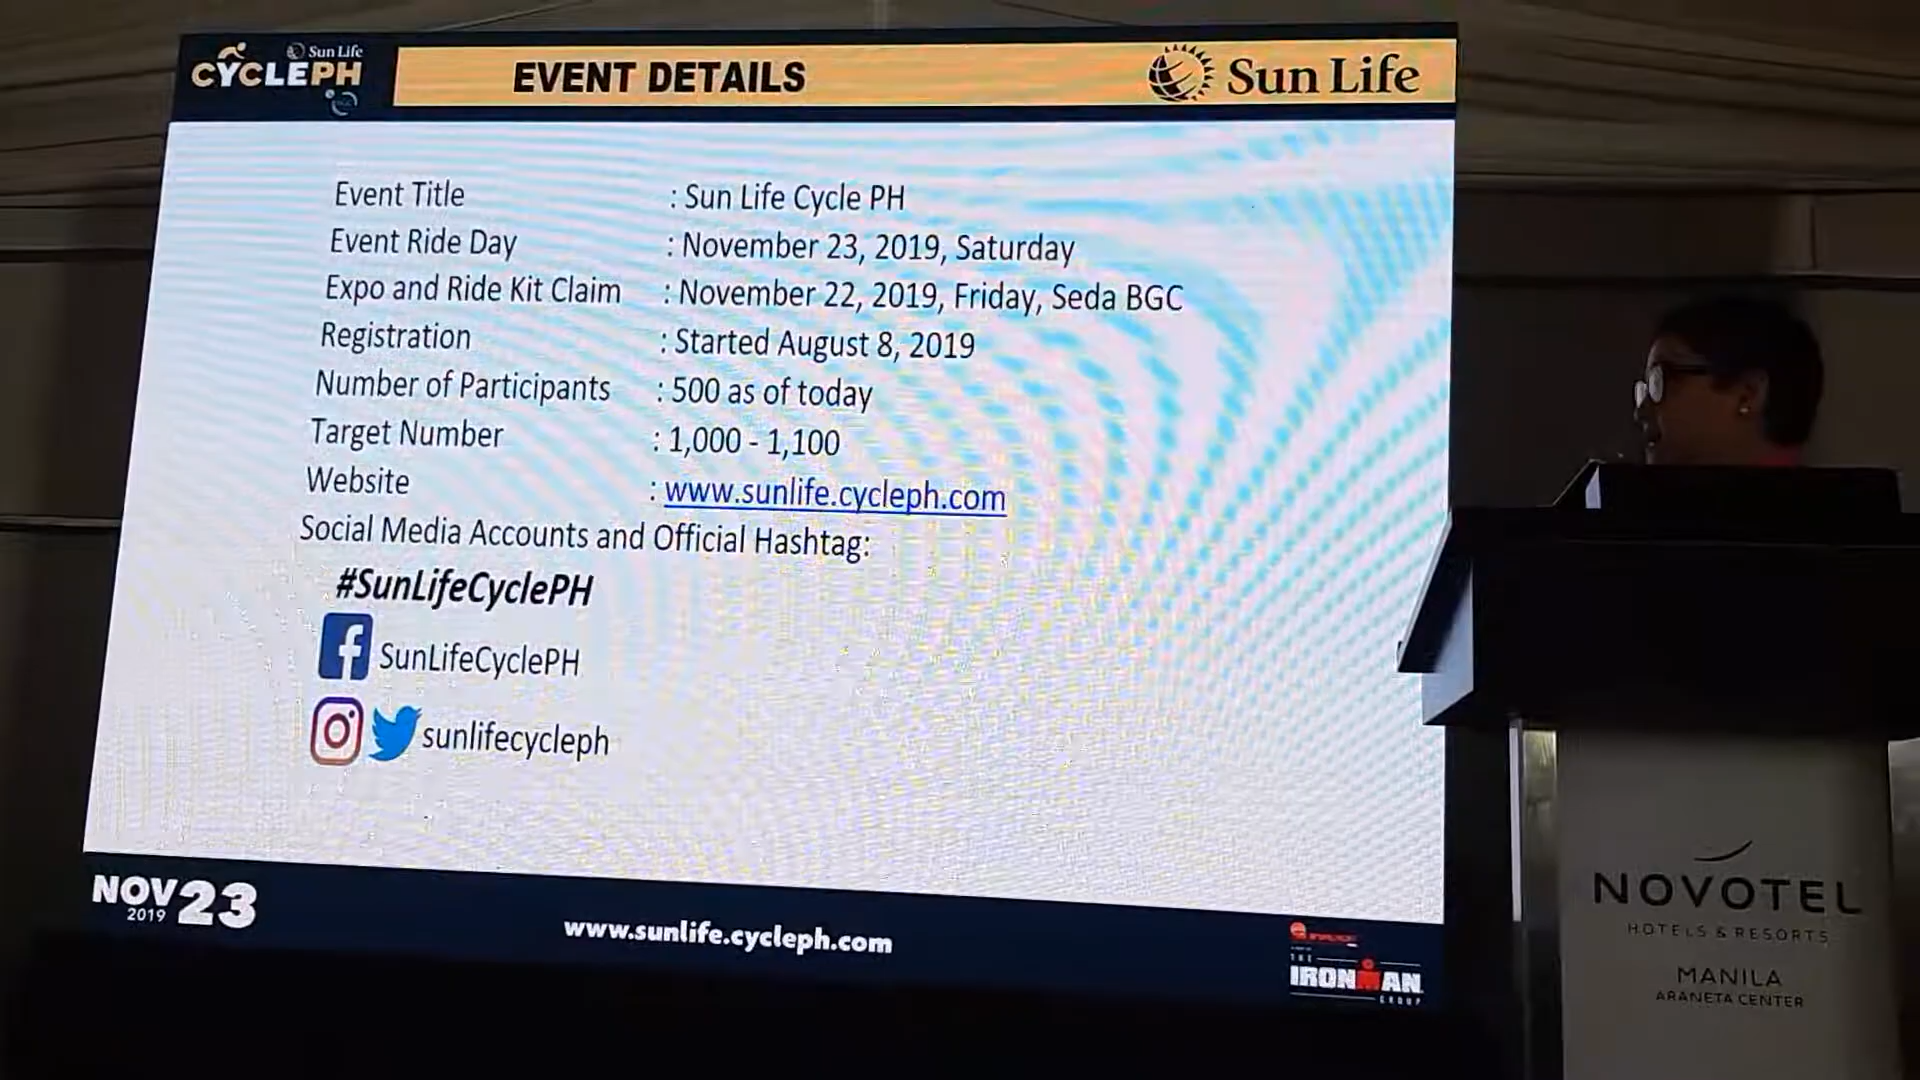 Sun Life
CYCLEPH
EVENT DETAILS
Sun Life
Event Title : Sun Life Cycle PH
Event Ride Day : November 23, 2019, Saturday
Expo and Ride Kit Claim : November 22, 2019, Friday, Seda BGC
Registration : Started August 8, 2019
Number of Participants : 500 as of today
Target Number : 1,000 - 1,100
Website : www.sunlife.cycleph.com
Social Media Accounts and Official Hashtag:
#SunLifeCyclePH
SunLifeCyclePH
sunlifecycleph
NOV 23
2019
www.sunlife.cycleph.com
THE
IRONMAN
GROUP
NOVOTEL
HOTELS & RESORTS
MANILA
ARANETA CENTER